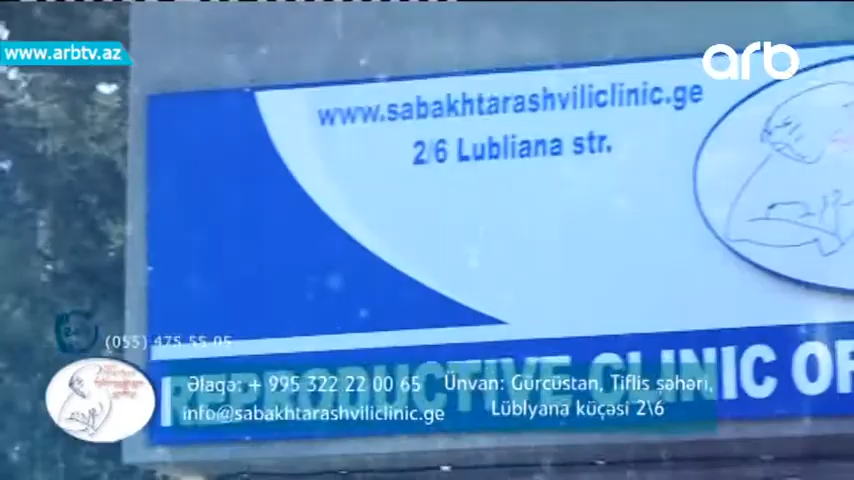 www.arbtv.az
arb
www.sabakhtarashviliclinic.ge
2/6 Lubliana str.
24
(055) 475 55 05
REPRODUCTIVE CLINIC OF
Əlaqə: + 995 322 22 00 65
info@sabakhtarashviliclinic.ge
Ünvan: Gürcüstan, Tiflis şəhəri,
Lüblyana küçəsi 2\6